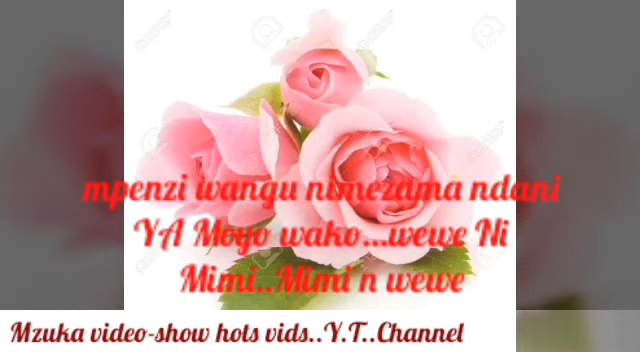 mpenzi wangu nimezama ndani
YA Moyo wako...wewe Ni
Mimi..Mimi n wewe
Mzuka video-show hots vids..Y.T..Channel